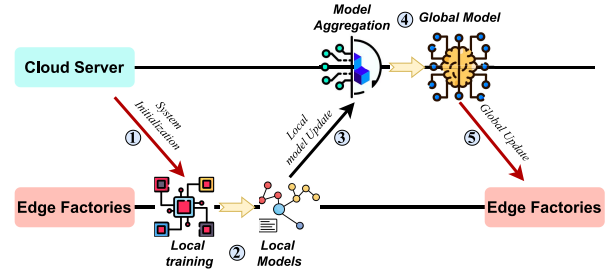 Model
Aggregation
④
Global Model
Cloud Server
System
Initialization
①
Local
model Update
③
⑤
Global Update
Edge Factories
Edge Factories
Local
training
②
Local Models